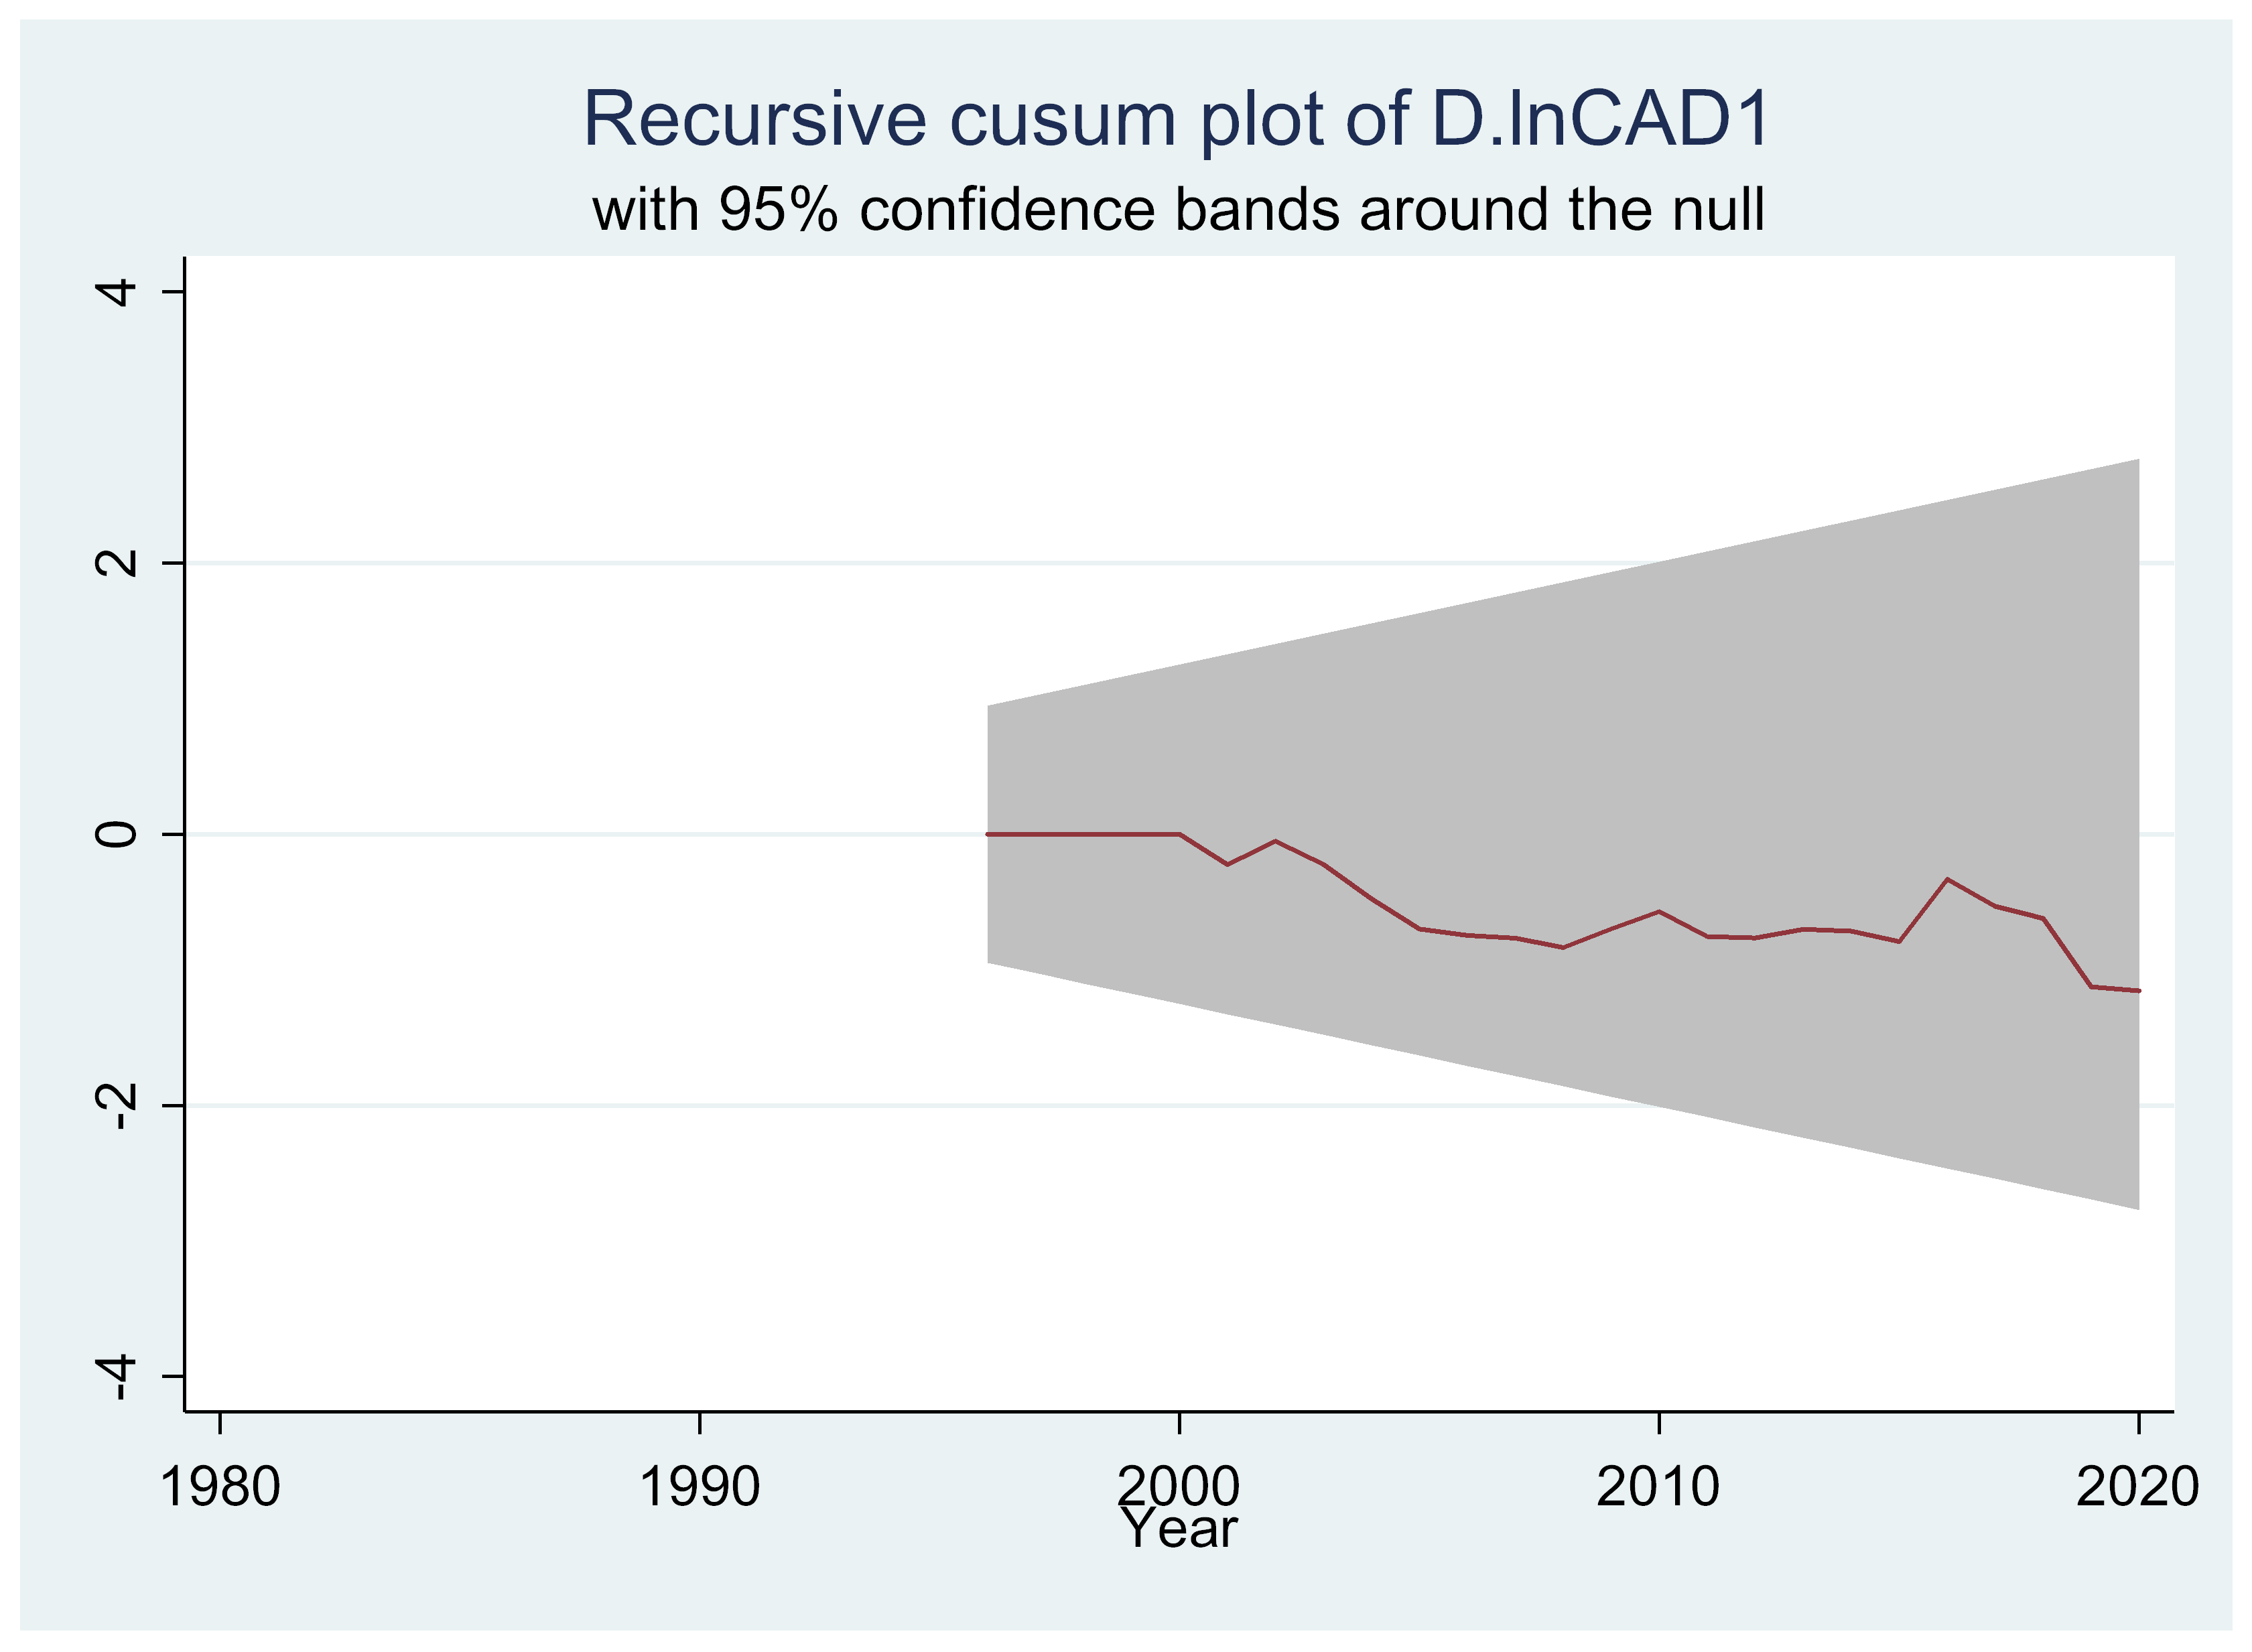 Recursive cusum plot of D.lnCAD1
with 95% confidence bands around the null
4
2
0
-2
-4
1980 1990 2000 2010 2020
Year